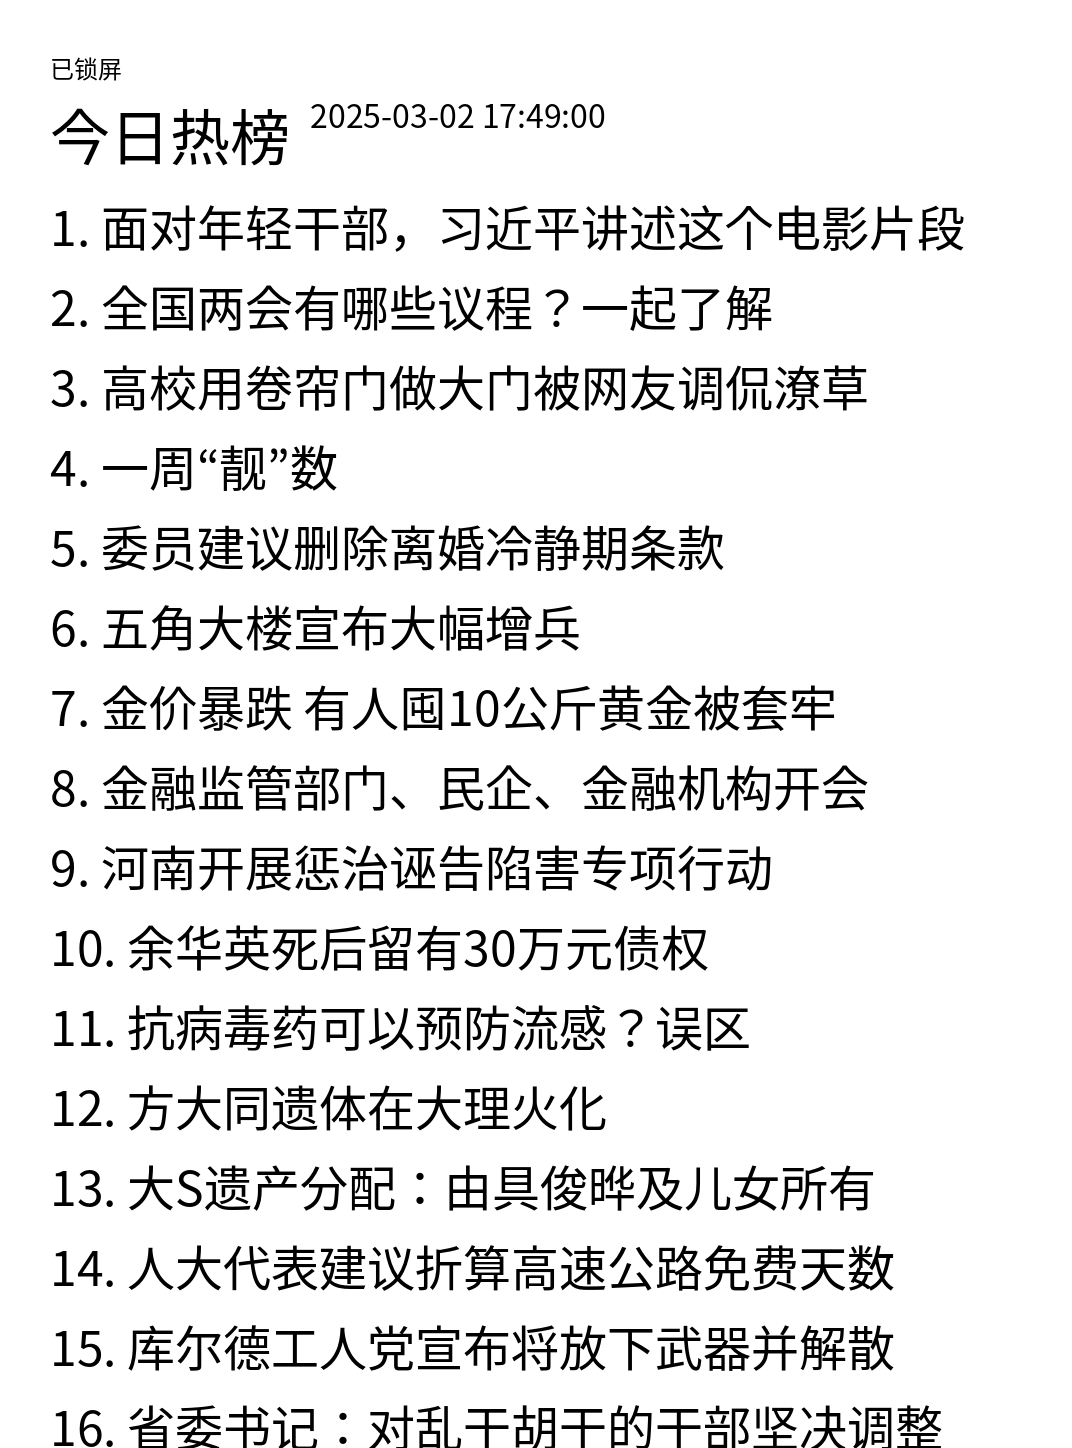 已锁屏
今日热榜 2025-03-02 17:49:00
1. 面对年轻干部，习近平讲述这个电影片段
2. 全国两会有哪些议程？一起了解
3. 高校用卷帘门做大门被网友调侃潦草
4. 一周“靓”数
5. 委员建议删除离婚冷静期条款
6. 五角大楼宣布大幅增兵
7. 金价暴跌 有人囤10公斤黄金被套牢
8. 金融监管部门、民企、金融机构开会
9. 河南开展惩治诬告陷害专项行动
10. 余华英死后留有30万元债权
11. 抗病毒药可以预防流感？误区
12. 方大同遗体在大理火化
13. 大S遗产分配：由具俊晔及儿女所有
14. 人大代表建议折算高速公路免费天数
15. 库尔德工人党宣布将放下武器并解散
16. 省委书记：对乱干胡干的干部坚决调整